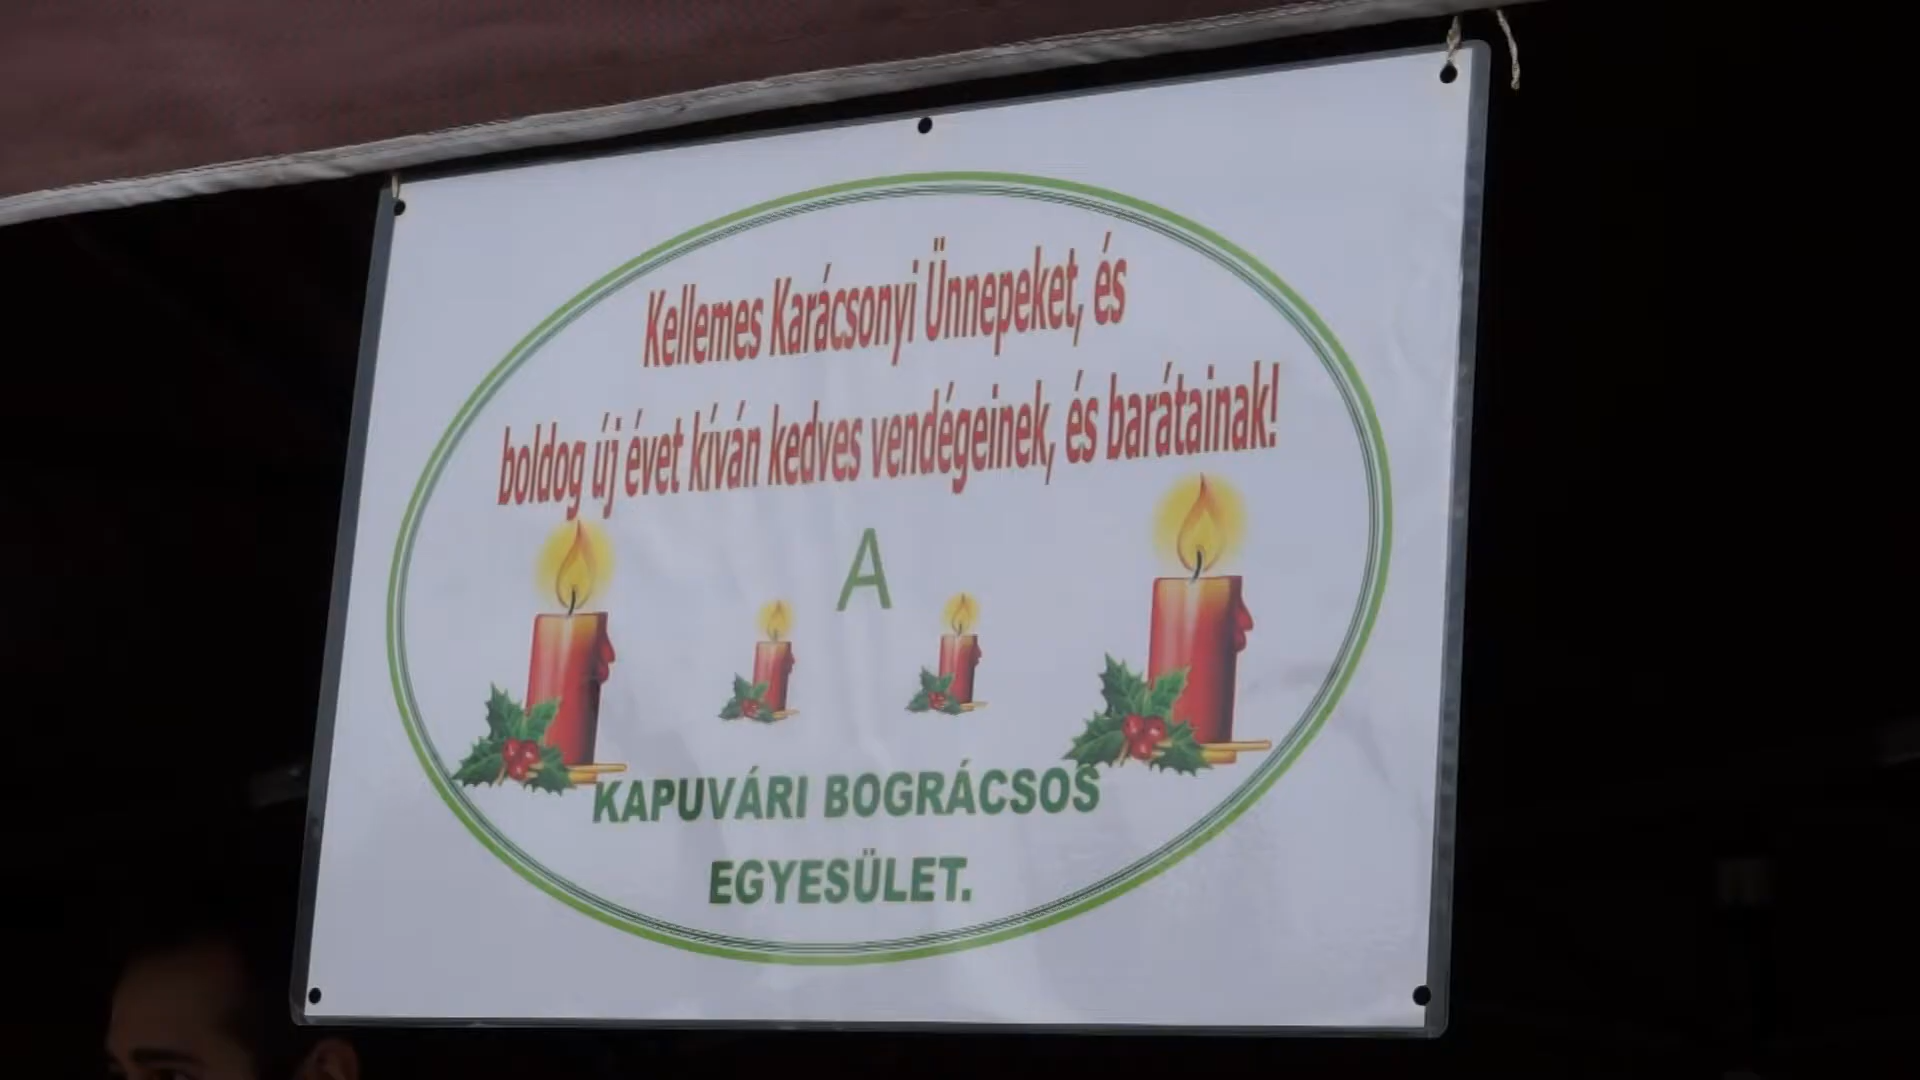 Kellemes Karácsonyi Ünnepeket, és
boldog új évet kíván kedves vendégeinek, és barátainak!
A
KAPUVÁRI BOGRÁCSOS
EGYESÜLET.